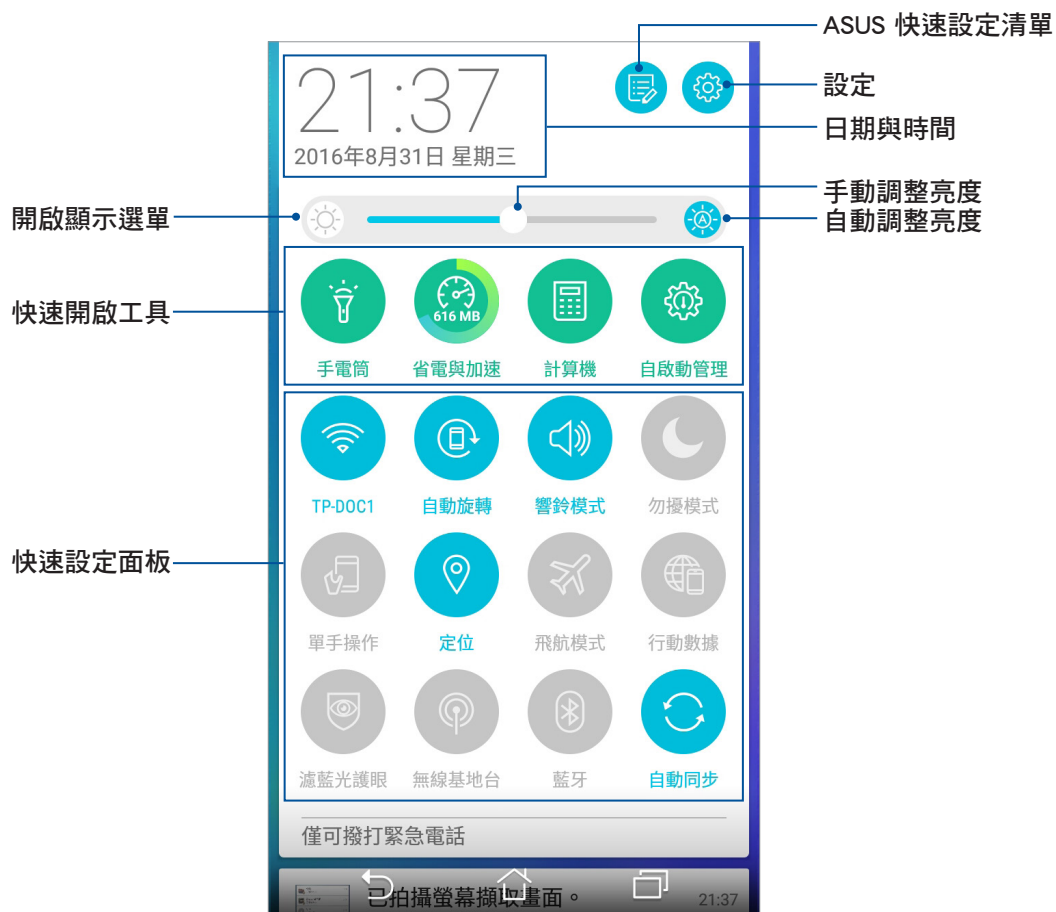 ASUS 快速設定清單
設定
日期與時間
21:37
2016年8月31日 星期三
手動調整亮度
自動調整亮度
開啟顯示選單
A
快速開啟工具
616 MB
手電筒 省電與加速 計算機 自啟動管理
TP-DOC1 自動旋轉 響鈴模式 勿擾模式
快速設定面板
單手操作 定位 飛航模式 行動數據
濾藍光護眼 無線基地台 藍牙 自動同步
僅可撥打緊急電話
已拍攝螢幕擷取畫面。 21:37